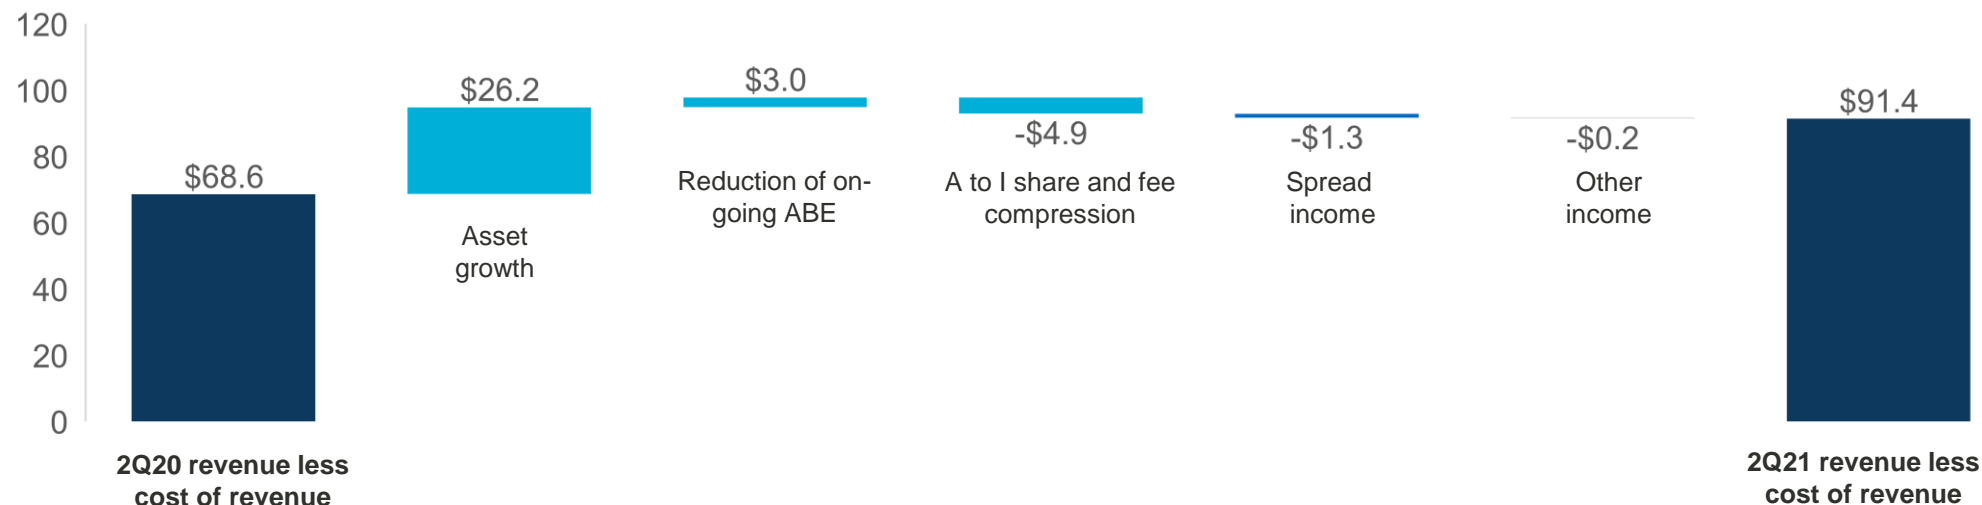 120
100
80
60
40
20
0
$68.6
$26.2
$3.0
-$4.9
-$1.3
-$0.2
$91.4
2Q20 revenue less
cost of revenue
Asset
growth
Reduction of on-
going ABE
A to I share and fee
compression
Spread
income
Other
income
2Q21 revenue less
cost of revenue